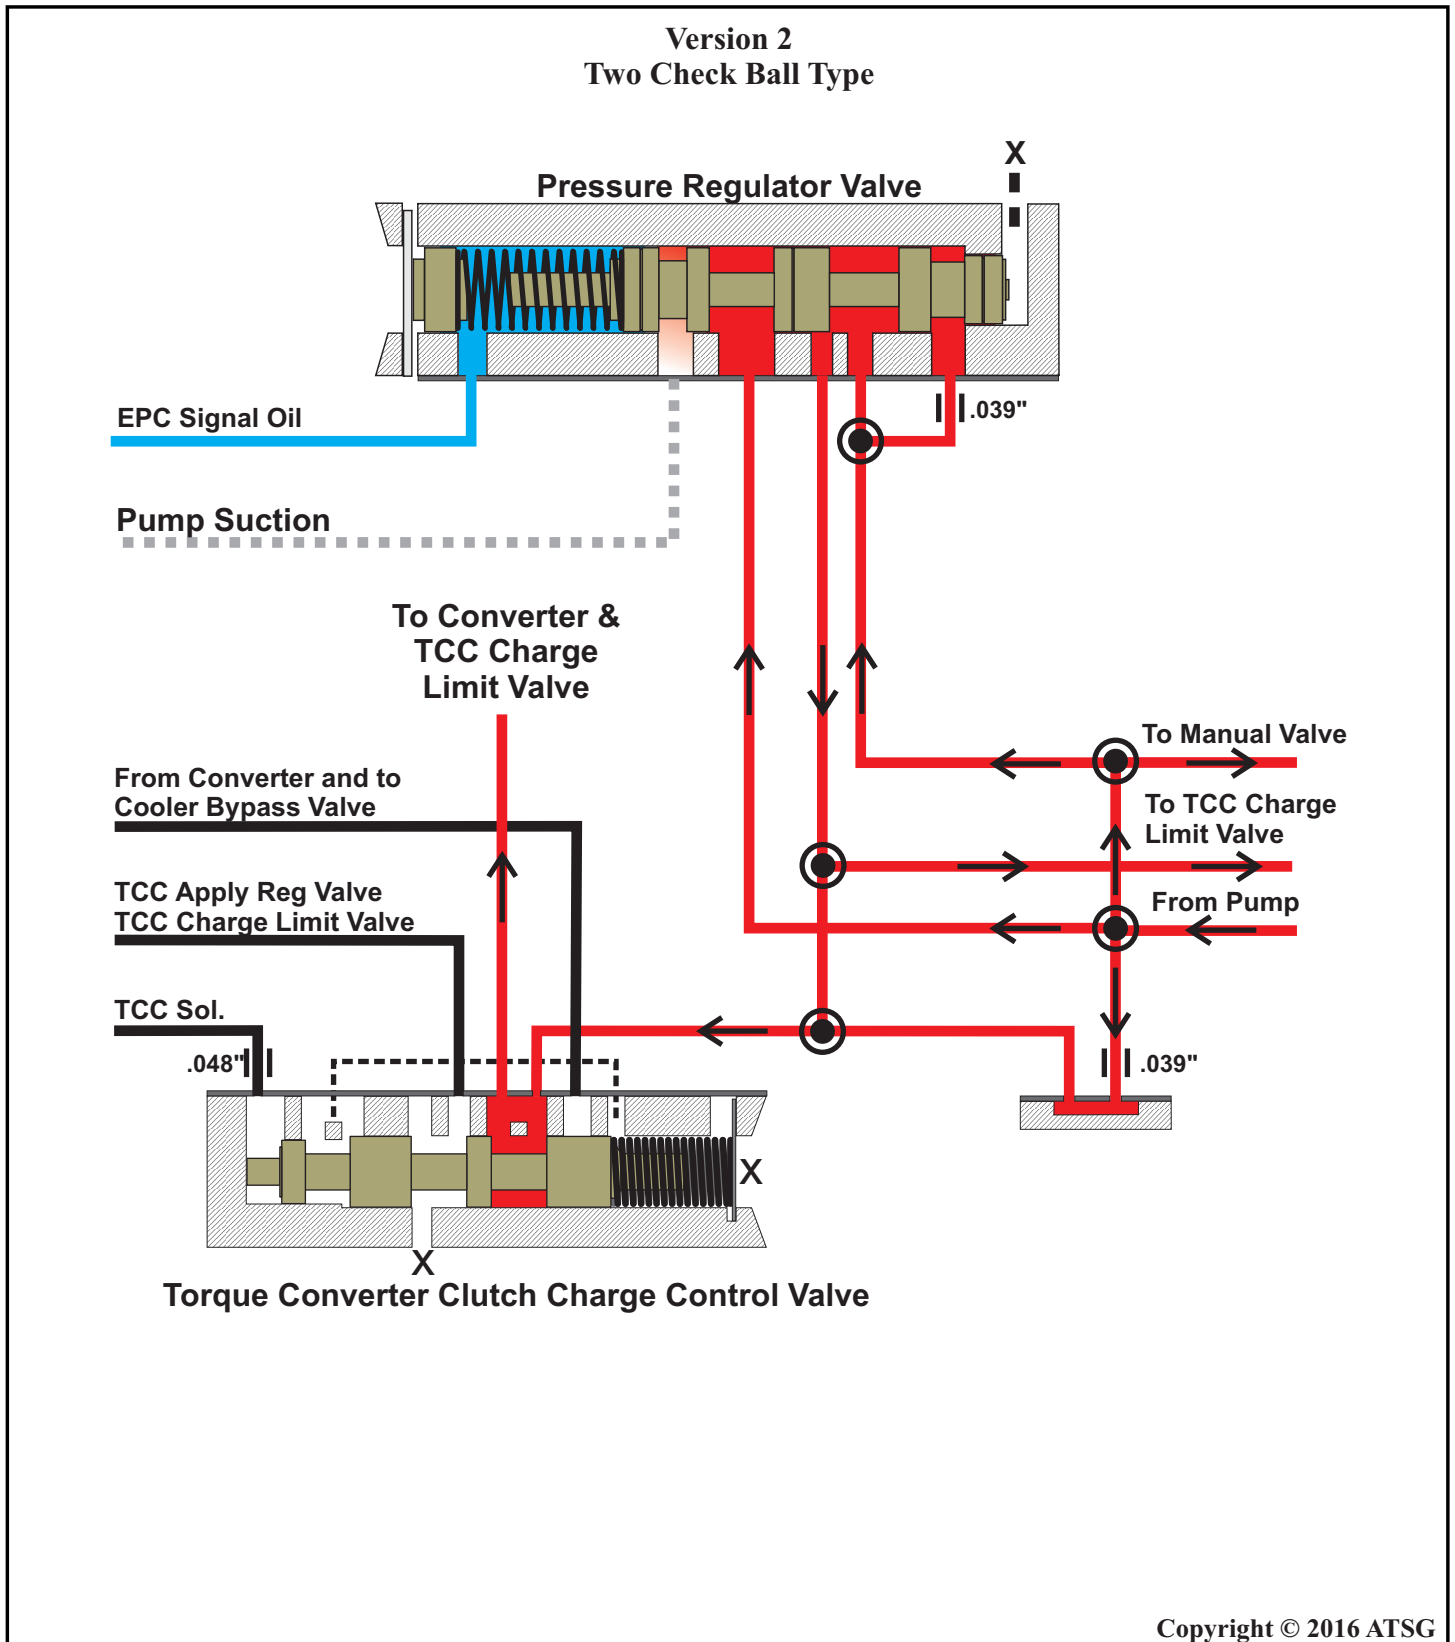 Version 2
Two Check Ball Type
X
Pressure Regulator Valve
.039"
EPC Signal Oil
Pump Suction
To Converter &
TCC Charge
Limit Valve
To Manual Valve
From Converter and to
Cooler Bypass Valve
To TCC Charge
Limit Valve
TCC Apply Reg Valve
TCC Charge Limit Valve
From Pump
TCC Sol.
.048"
.039"
X
X
Torque Converter Clutch Charge Control Valve
Copyright © 2016 ATSG